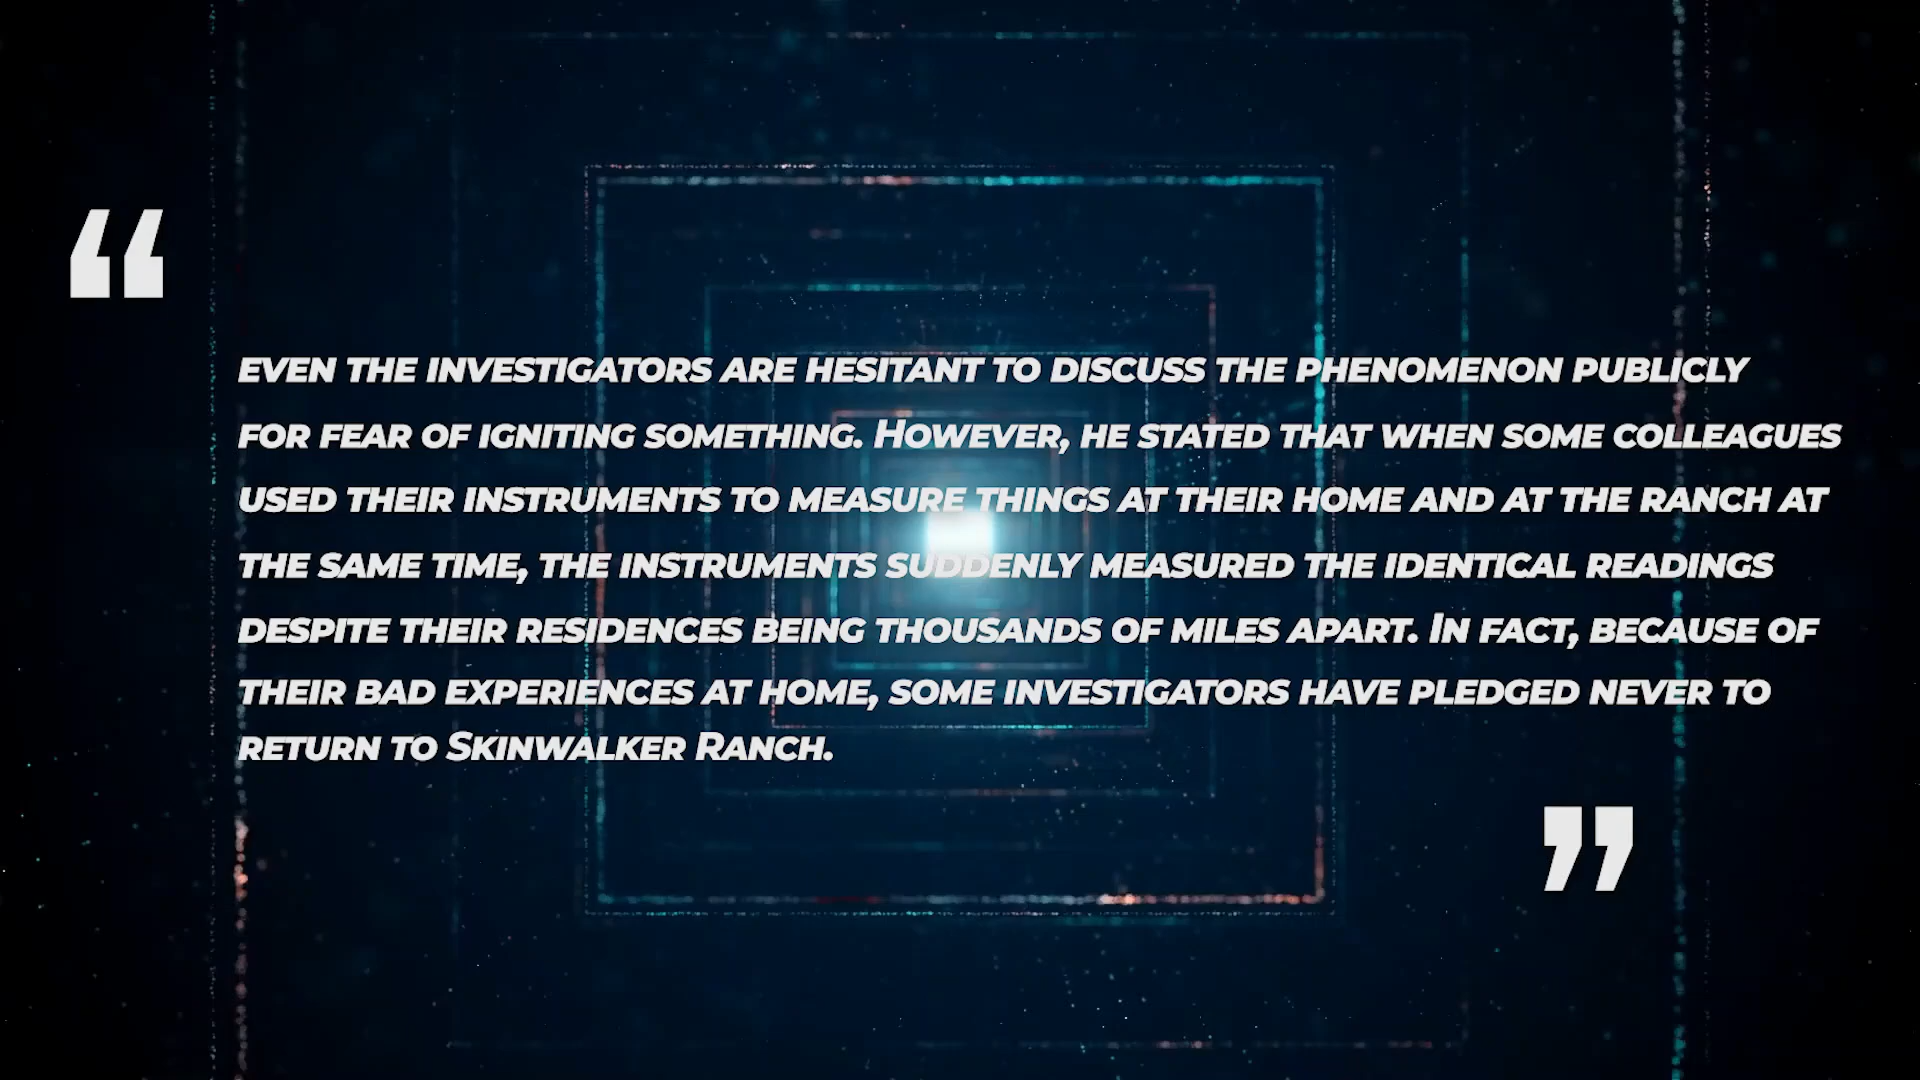 “
EVEN THE INVESTIGATORS ARE HESITANT TO DISCUSS THE PHENOMENON PUBLICLY
FOR FEAR OF IGNITING SOMETHING. HOWEVER, HE STATED THAT WHEN SOME COLLEAGUES
USED THEIR INSTRUMENTS TO MEASURE THINGS AT THEIR HOME AND AT THE RANCH AT
THE SAME TIME, THE INSTRUMENTS SUDDENLY MEASURED THE IDENTICAL READINGS
DESPITE THEIR RESIDENCES BEING THOUSANDS OF MILES APART. IN FACT, BECAUSE OF
THEIR BAD EXPERIENCES AT HOME, SOME INVESTIGATORS HAVE PLEDGED NEVER TO
RETURN TO SKINWALKER RANCH.
”